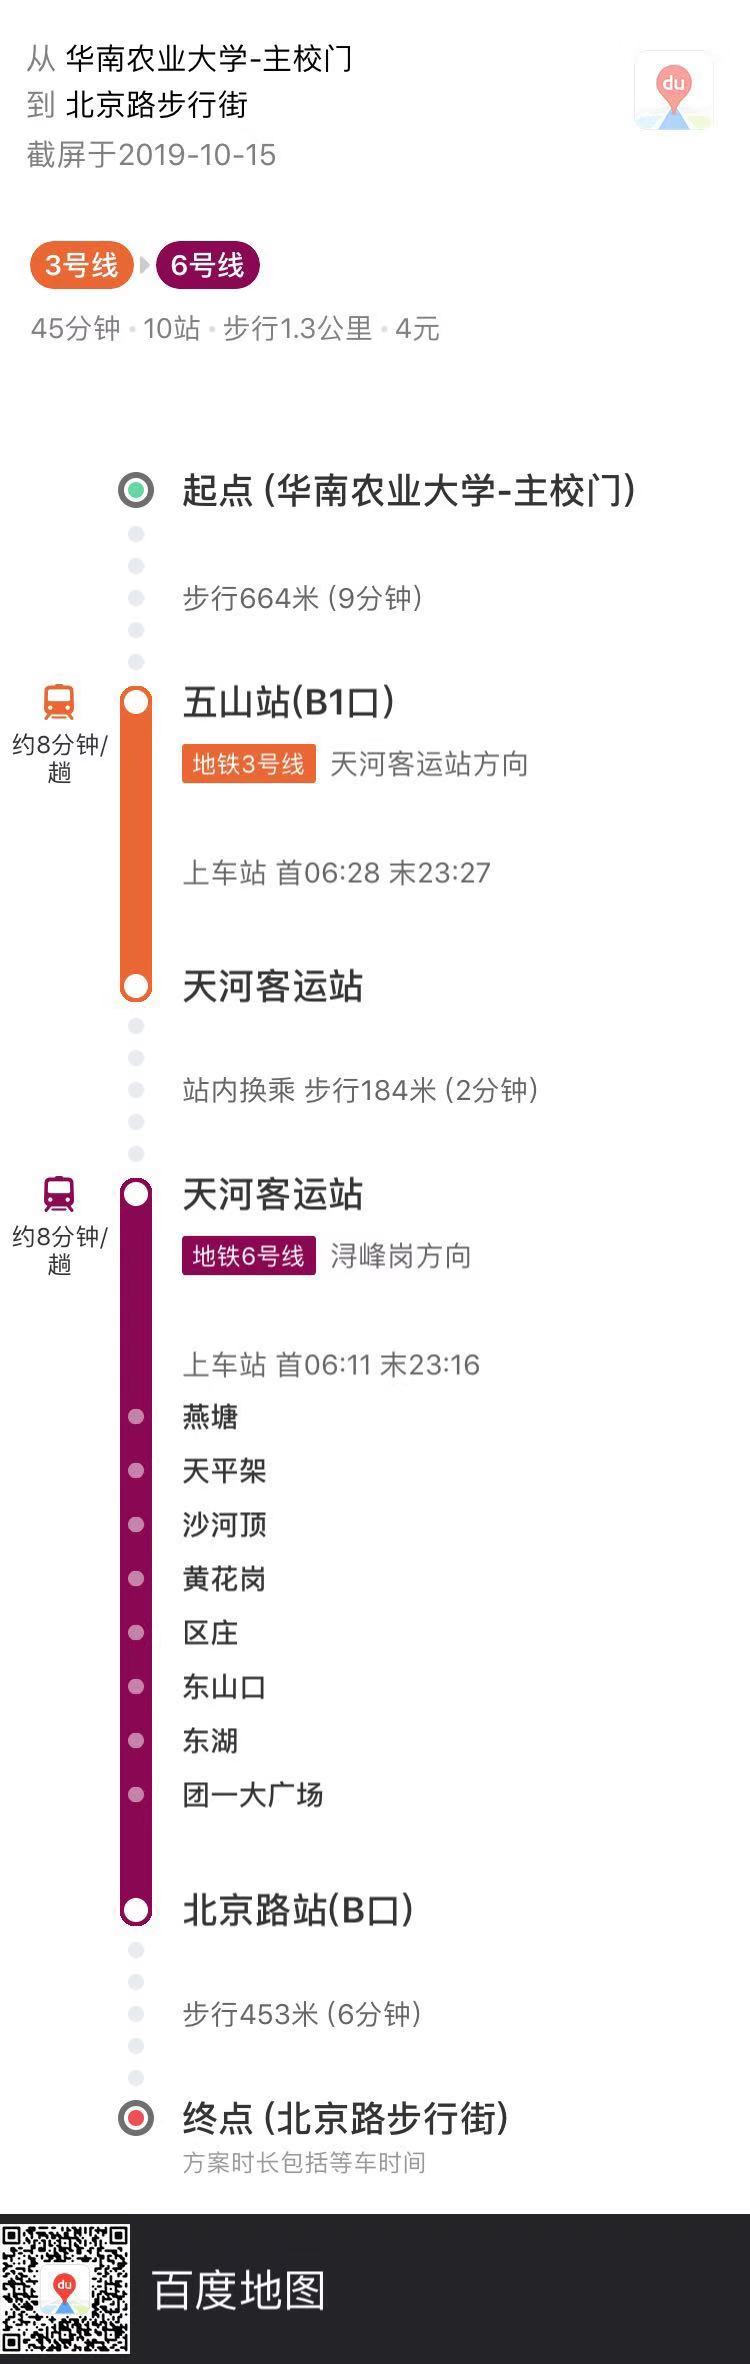 从 华南农业大学-主校门
到 北京路步行街
截屏于2019-10-15
du
3号线 6号线
45分钟 · 10站 · 步行1.3公里 · 4元
起点 (华南农业大学-主校门)
步行664米 (9分钟)
五山站(B1口)
约8分钟/
趟
地铁3号线 天河客运站方向
上车站 首06:28 末23:27
天河客运站
站内换乘 步行184米 (2分钟)
天河客运站
约8分钟/
趟
地铁6号线 浔峰岗方向
上车站 首06:11 末23:16
燕塘
天平架
沙河顶
黄花岗
区庄
东山口
东湖
团一大广场
北京路站(B口)
步行453米 (6分钟)
终点 (北京路步行街)
方案时长包括等车时间
du
百度地图